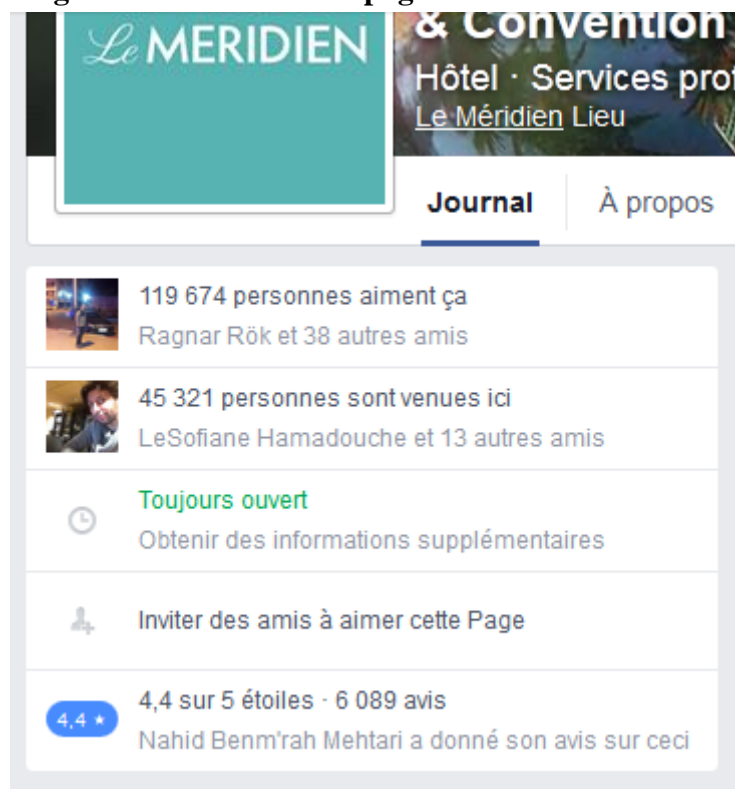 Le MERIDIEN
& Convention
Hôtel · Services prof
Le Méridien Lieu
Journal
À propos
119 674 personnes aiment ça
Ragnar Rök et 38 autres amis
45 321 personnes sont venues ici
LeSofiane Hamadouche et 13 autres amis
Toujours ouvert
Obtenir des informations supplémentaires
Inviter des amis à aimer cette Page
4,4 ★
4,4 sur 5 étoiles · 6 089 avis
Nahid Benm'rah Mehtari a donné son avis sur ceci